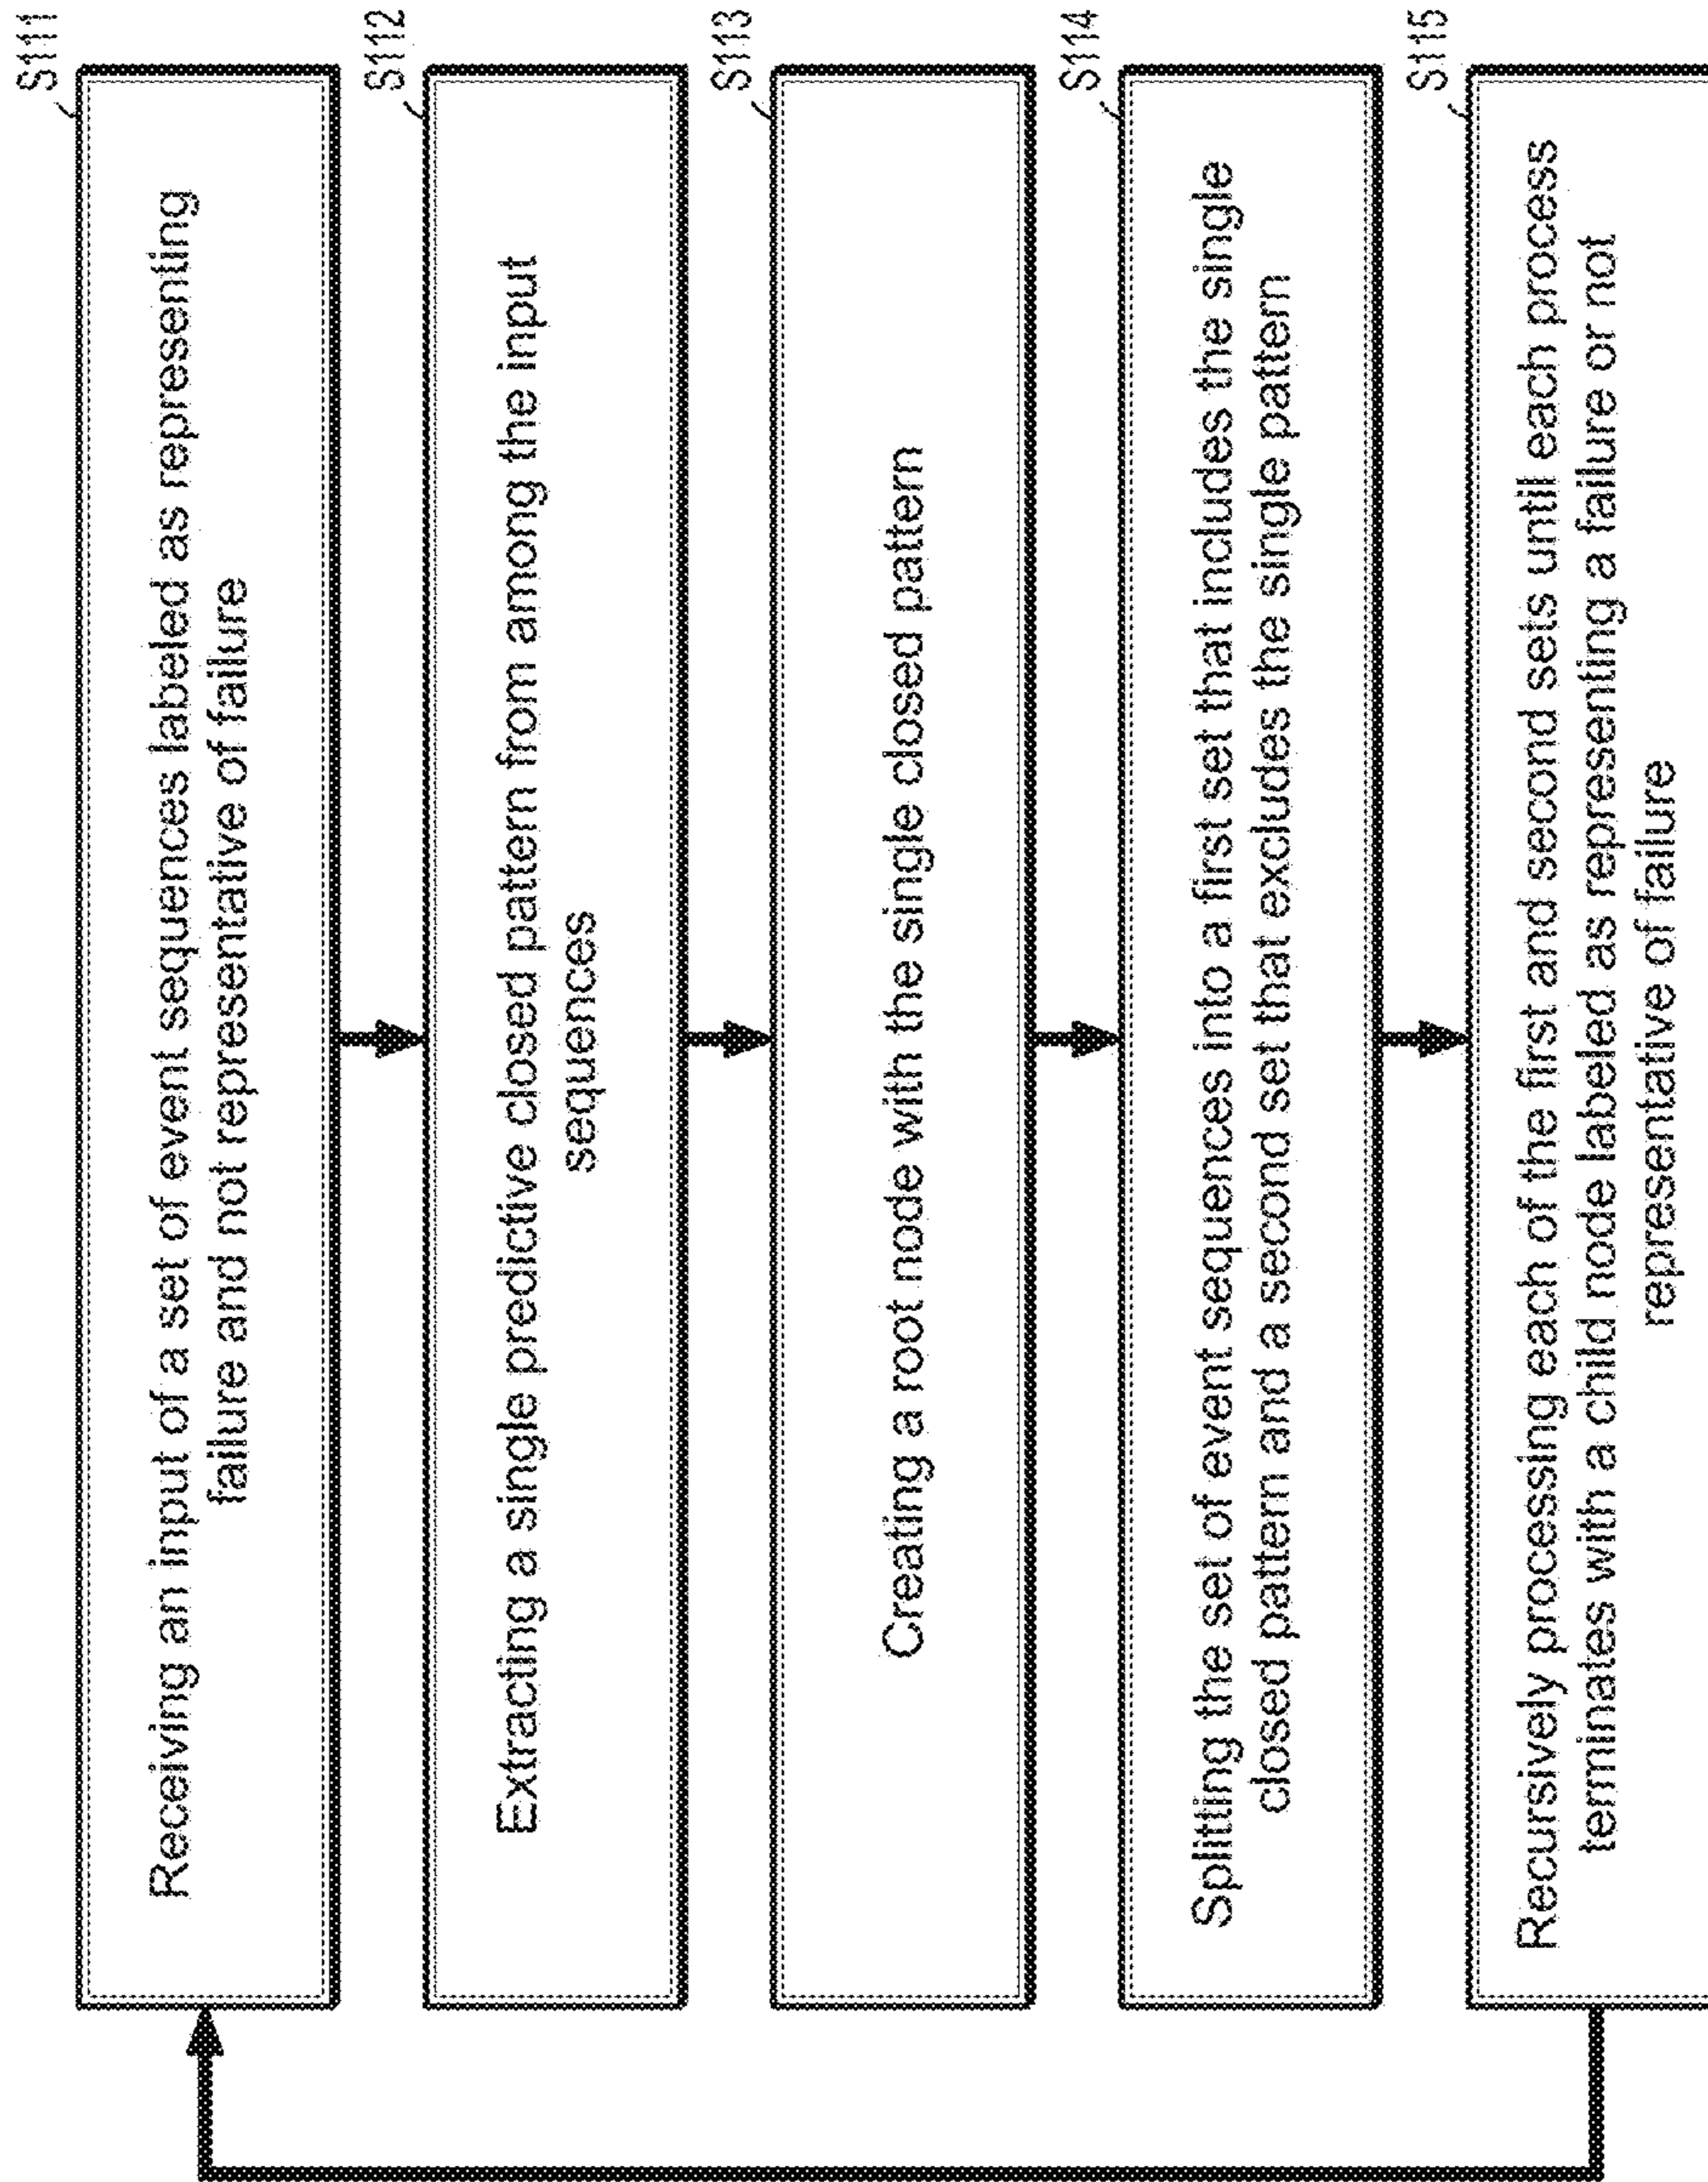 S111
Receiving an input of a set of event sequences labeled as representing
failure and not representative of failure
S112
Extracting a single predictive closed pattern from among the input
sequences
S113
Creating a root node with the single closed pattern
S114
Splitting the set of event sequences into a first set that includes the single
closed pattern and a second set that excludes the single pattern
S115
Recursively processing each of the first and second sets until each process
terminates with a child node labeled as representing a failure or not
representative of failure